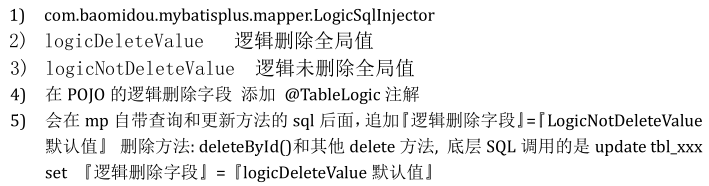 1) com.baomidou.mybatisplus.mapper.LogicSqlInjector
2) logicDeleteValue 逻辑删除全局值
3) logicNotDeleteValue 逻辑未删除全局值
4) 在 POJO 的逻辑删除字段 添加 @TableLogic 注解
5) 会在 mp 自带查询和更新方法的 sql 后面，追加『逻辑删除字段』=『LogicNotDeleteValue
默认值』 删除方法: deleteById()和其他 delete 方法, 底层 SQL 调用的是 update tbl_xxx
set 『逻辑删除字段』=『logicDeleteValue 默认值』